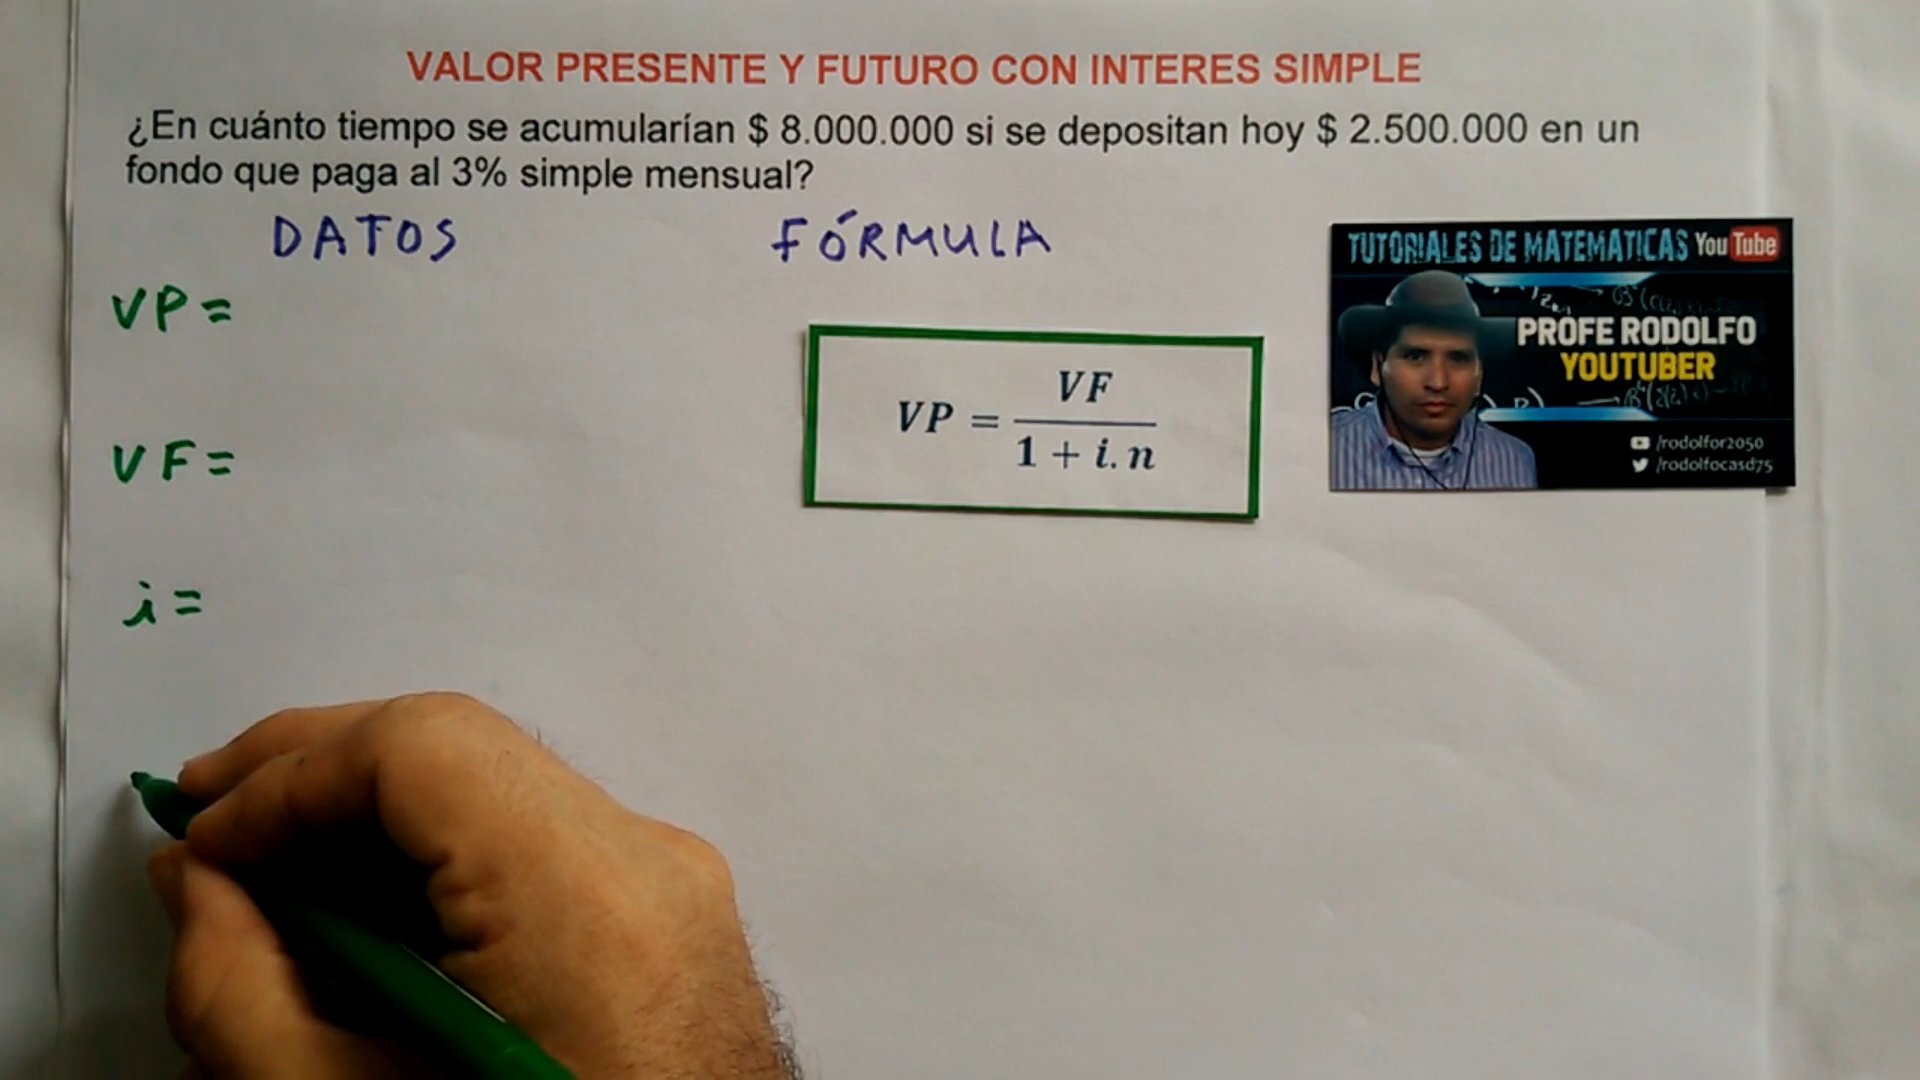 VALOR PRESENTE Y FUTURO CON INTERES SIMPLE
¿En cuánto tiempo se acumularían $ 8.000.000 si se depositan hoy $ 2.500.000 en un
fondo que paga al 3% simple mensual?
DATOS
FÓRMULA
VP =
VF =
i =
VP = VF / 1 + i. n
TUTORIALES DE MATEMATICAS YouTube
PROFE RODOLFO
YOUTUBER
/rodolfor2050
/rodolfocasd75